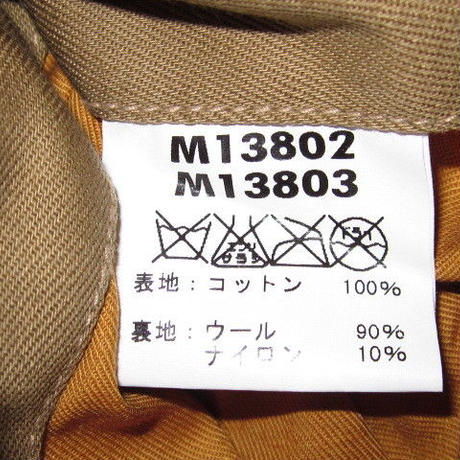 M13802
M13803
エンソ サラシ ドライ
表地：コットン 100%
裏地：ウール 90%
ナイロン 10%